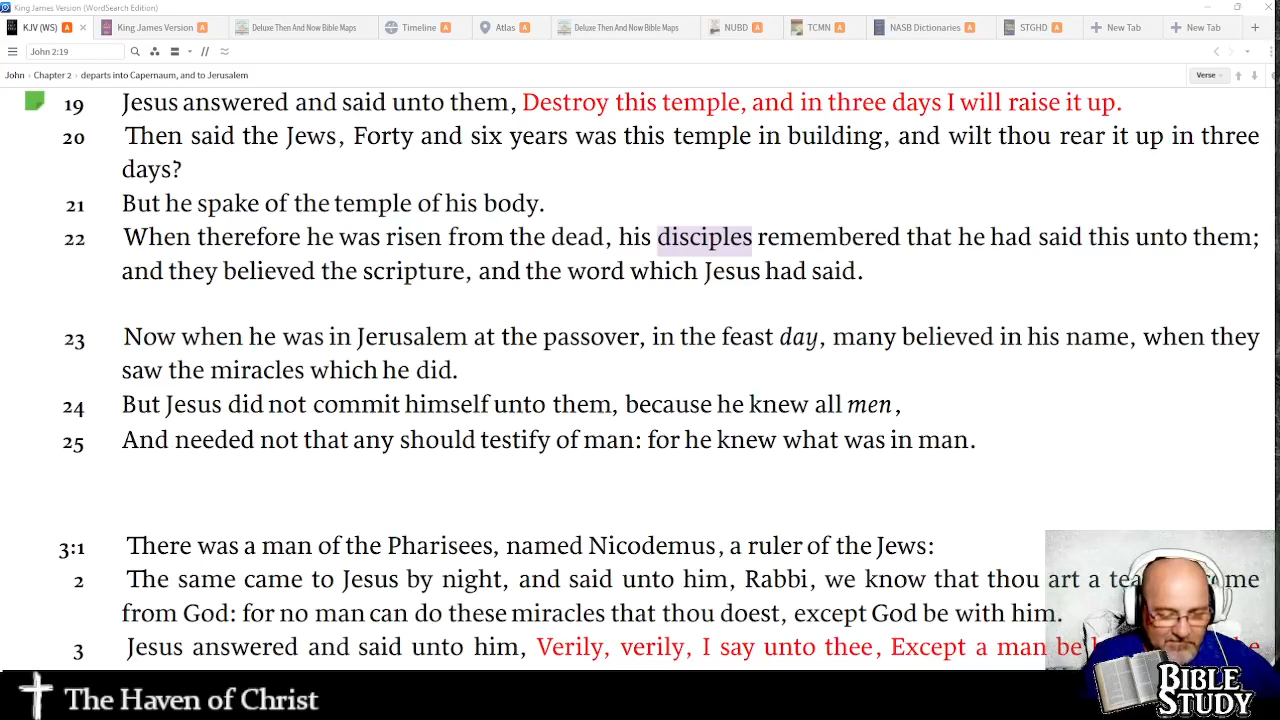 King James Version (WordSearch Edition)
KJV (WS) A × King James Version A Deluxe Then And Now Bible Maps Timeline A Atlas A Deluxe Then And Now Bible Maps NUBD A TCMN A NASB Dictionaries A STGHD A + New Tab + New Tab +
John 2:19
John › Chapter 2 › departs into Capernaum, and to Jerusalem Verse
19 Jesus answered and said unto them, Destroy this temple, and in three days I will raise it up.
20 Then said the Jews, Forty and six years was this temple in building, and wilt thou rear it up in three
days?
21 But he spake of the temple of his body.
22 When therefore he was risen from the dead, his disciples remembered that he had said this unto them;
and they believed the scripture, and the word which Jesus had said.
23 Now when he was in Jerusalem at the passover, in the feast day, many believed in his name, when they
saw the miracles which he did.
24 But Jesus did not commit himself unto them, because he knew all men,
25 And needed not that any should testify of man: for he knew what was in man.
3:1 There was a man of the Pharisees, named Nicodemus, a ruler of the Jews:
2 The same came to Jesus by night, and said unto him, Rabbi, we know that thou art a
from God: for no man can do these miracles that thou doest, except God be with him.
3 Jesus answered and said unto him, Verily, verily, I say unto thee, Except a man be
The Haven of Christ
BIBLE
STUDY